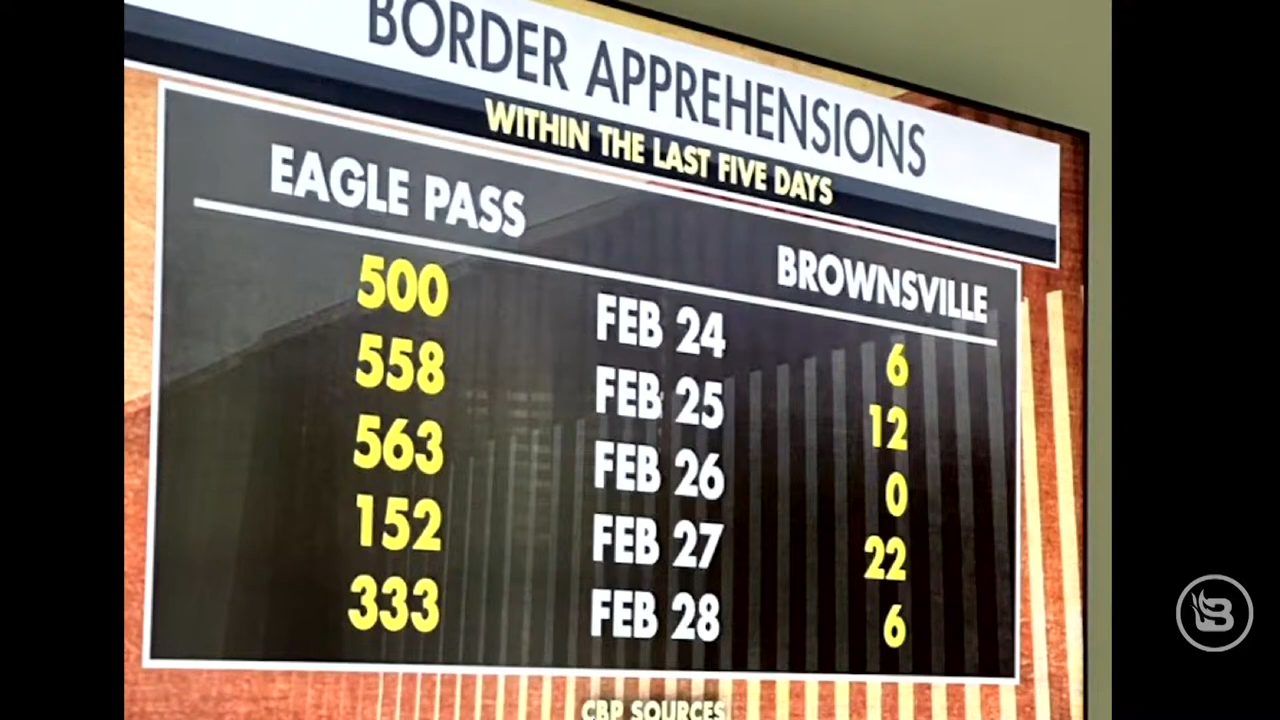 BORDER APPREHENSIONS
WITHIN THE LAST FIVE DAYS
EAGLE PASS BROWNSVILLE
500 FEB 24 6
558 FEB 25 12
563 FEB 26 0
152 FEB 27 22
333 FEB 28 6
CBP SOURCES
B